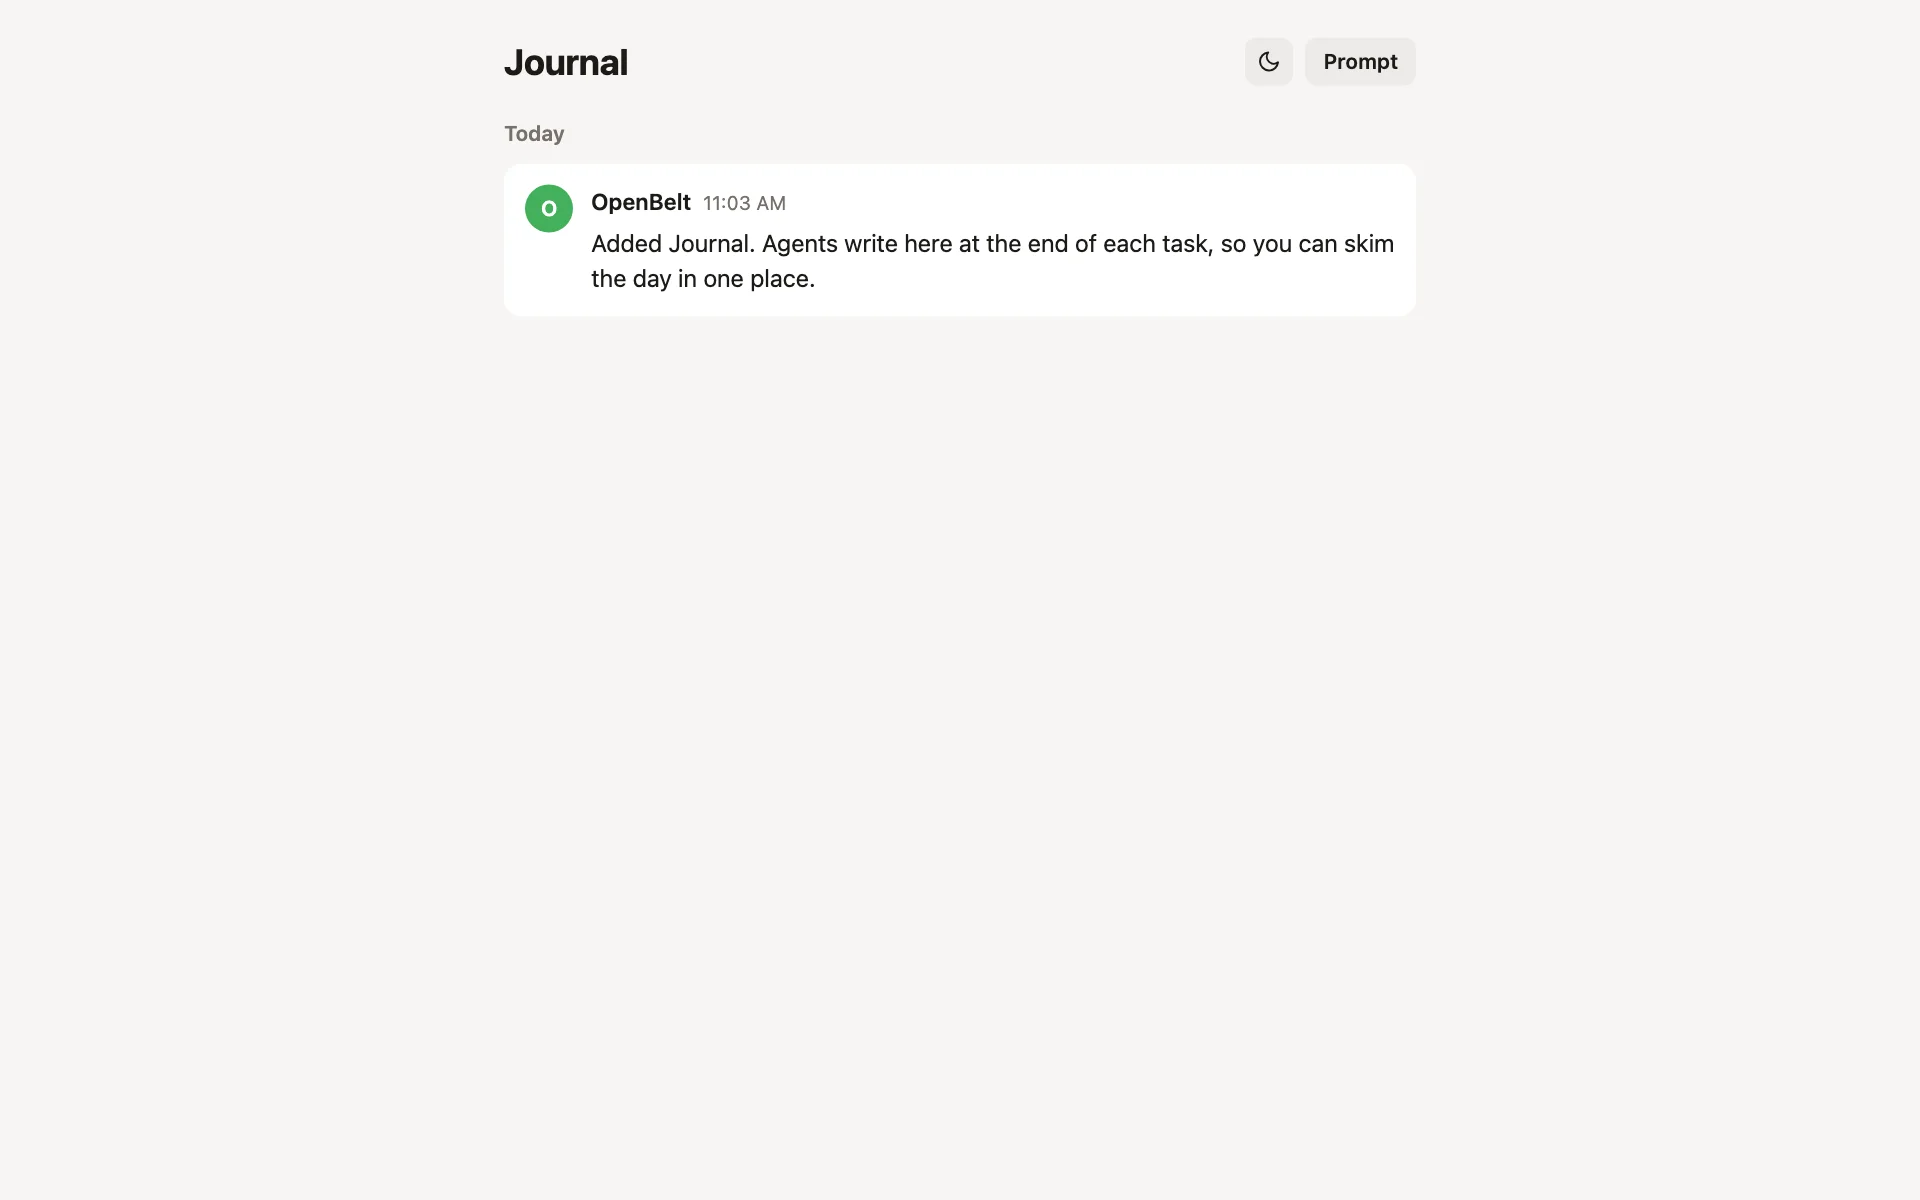 Journal
Prompt
Today
O
OpenBelt 11:03 AM
Added Journal. Agents write here at the end of each task, so you can skim
the day in one place.